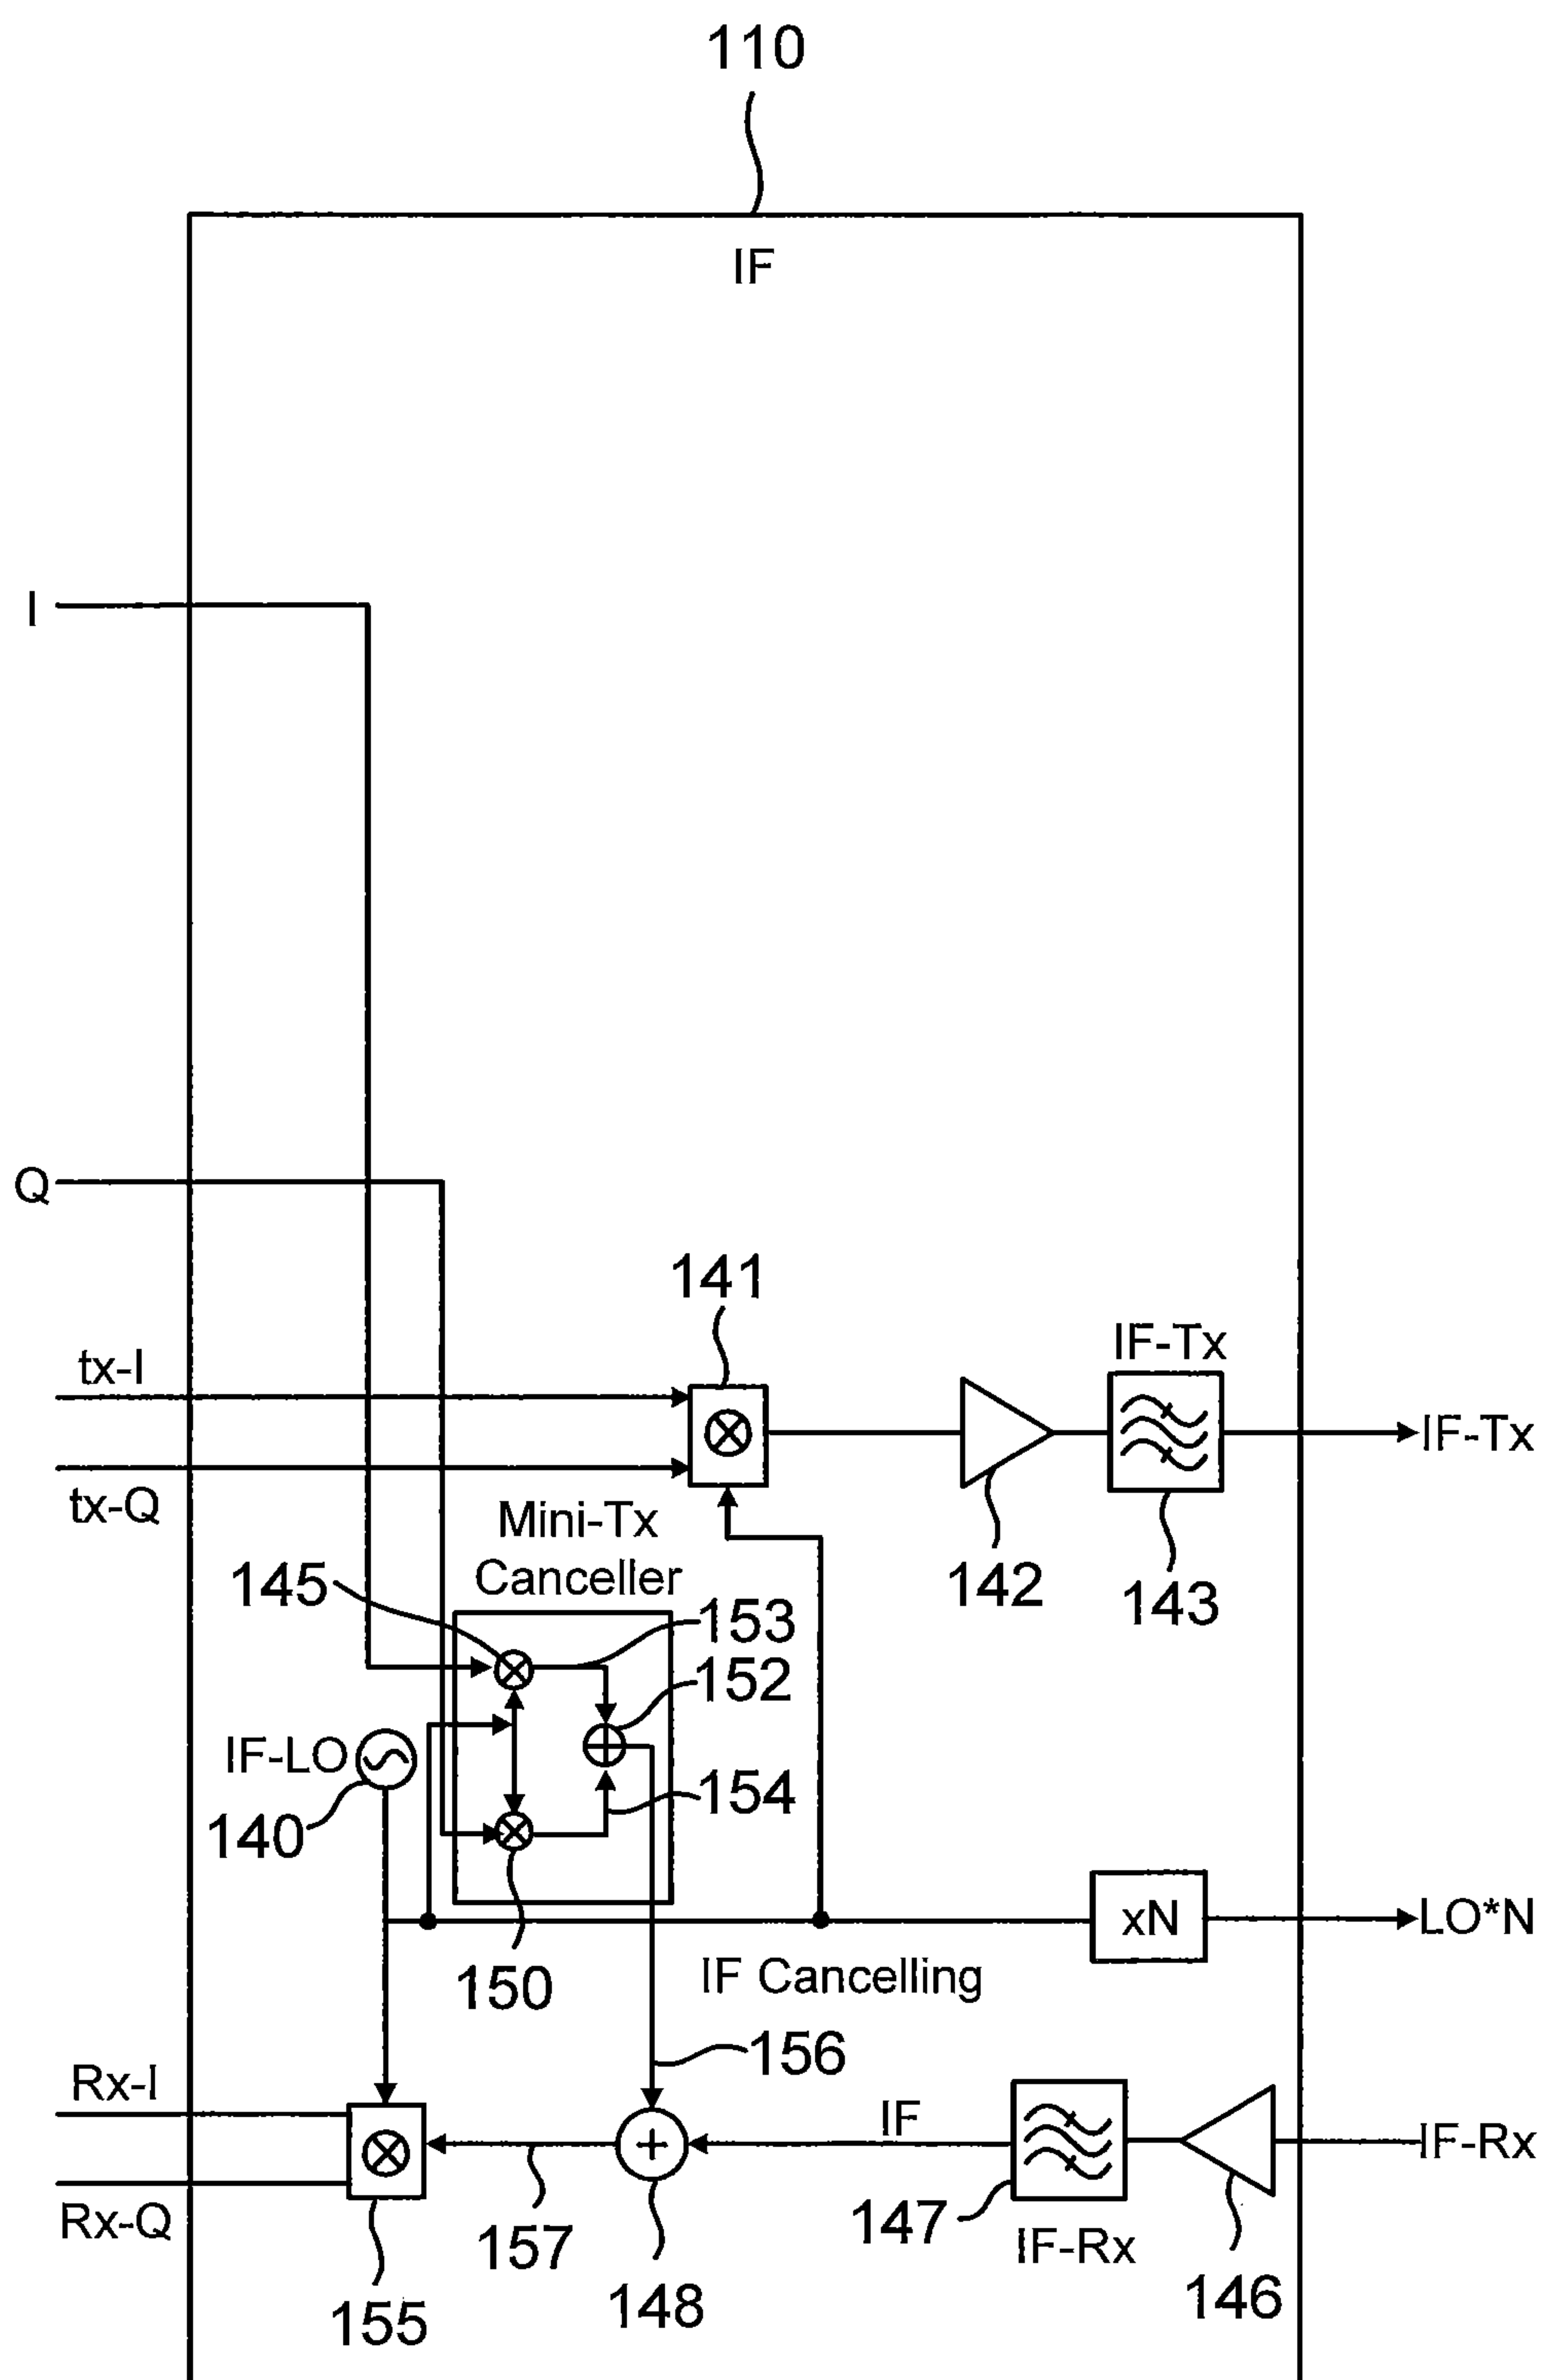 110
IF
I
Q
141
tx-I
IF-Tx
IF-Tx
tx-Q
Mini-Tx
Canceller
145
153
142
143
152
IF-LO
154
140
xN
LO*N
150
IF Cancelling
156
Rx-I
IF
IF-Rx
Rx-Q
157
147
IF-Rx
155
148
146